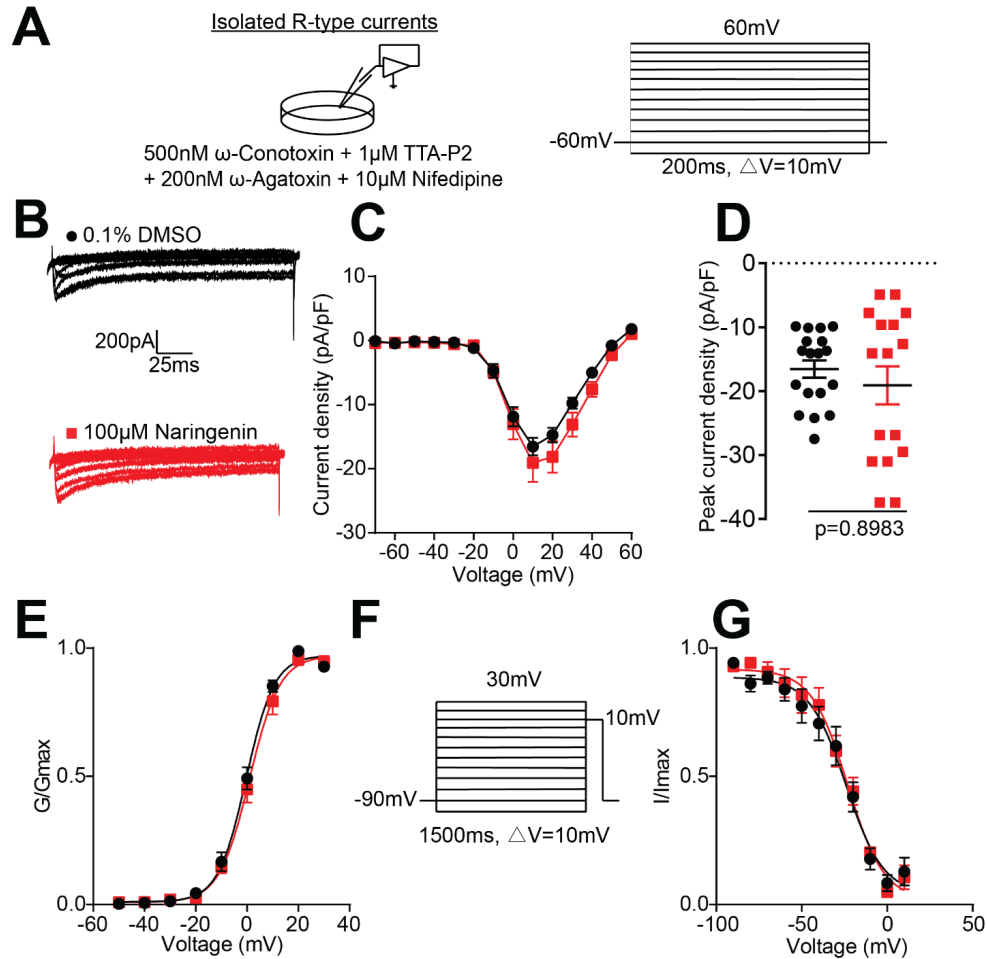 A
Isolated R-type currents
500nM ω-Conotoxin + 1µM TTA-P2
+ 200nM ω-Agatoxin + 10µM Nifedipine
60mV
-60mV
200ms, △V=10mV
B
0.1% DMSO
200pA
25ms
100µM Naringenin
C
Current density (pA/pF)
10
0
-10
-20
-30
-60 -40 -20 0 20 40 60
Voltage (mV)
D
Peak current density (pA/pF)
0
-10
-20
-30
-40
p=0.8983
E
G/Gmax
1.0
0.5
0.0
-60 -40 -20 0 20 40
Voltage (mV)
F
30mV
10mV
-90mV
1500ms, △V=10mV
G
I/Imax
1.0
0.5
0.0
-100 -50 0 50
Voltage (mV)